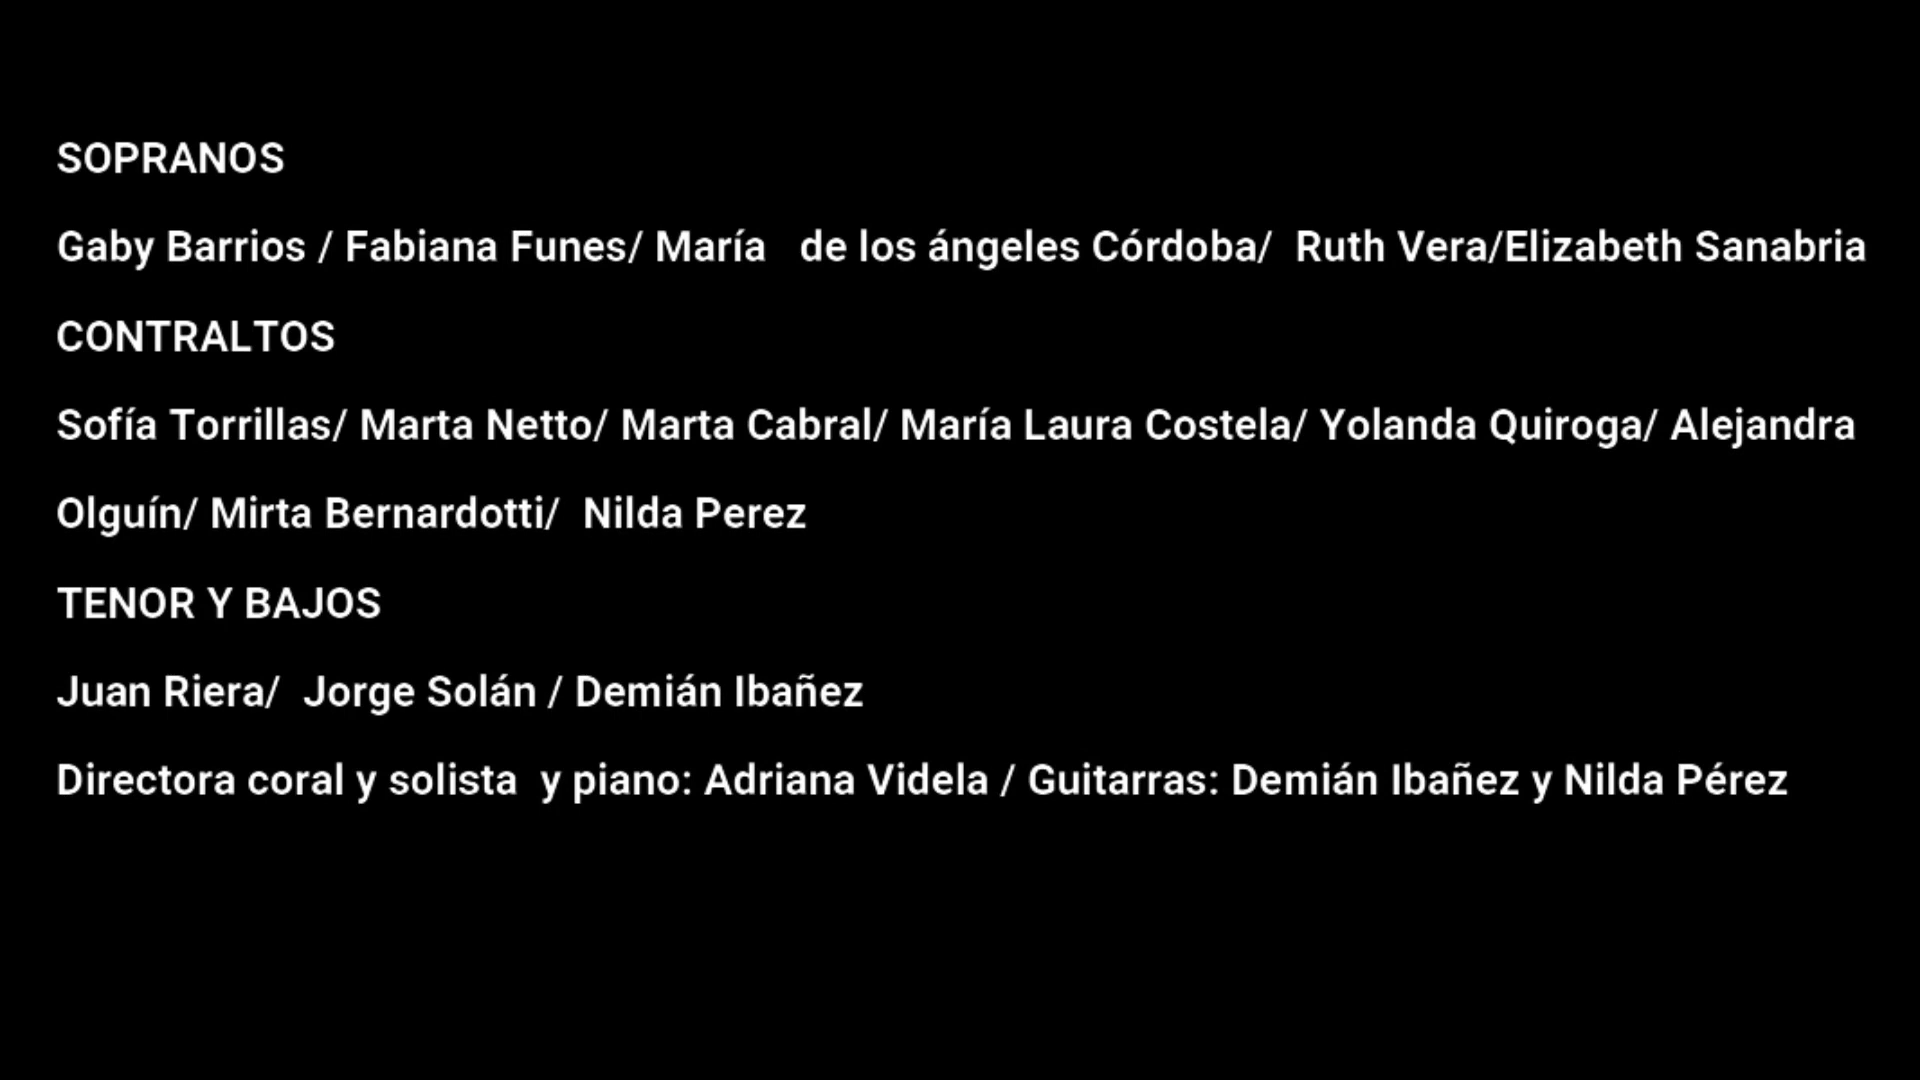 SOPRANOS
Gaby Barrios / Fabiana Funes/ María   de los ángeles Córdoba/  Ruth Vera/Elizabeth Sanabria
CONTRALTOS
Sofía Torrillas/ Marta Netto/ Marta Cabral/ María Laura Costela/ Yolanda Quiroga/ Alejandra
Olguín/ Mirta Bernardotti/  Nilda Perez
TENOR Y BAJOS
Juan Riera/  Jorge Solán / Demián Ibañez
Directora coral y solista  y piano: Adriana Videla / Guitarras: Demián Ibañez y Nilda Pérez